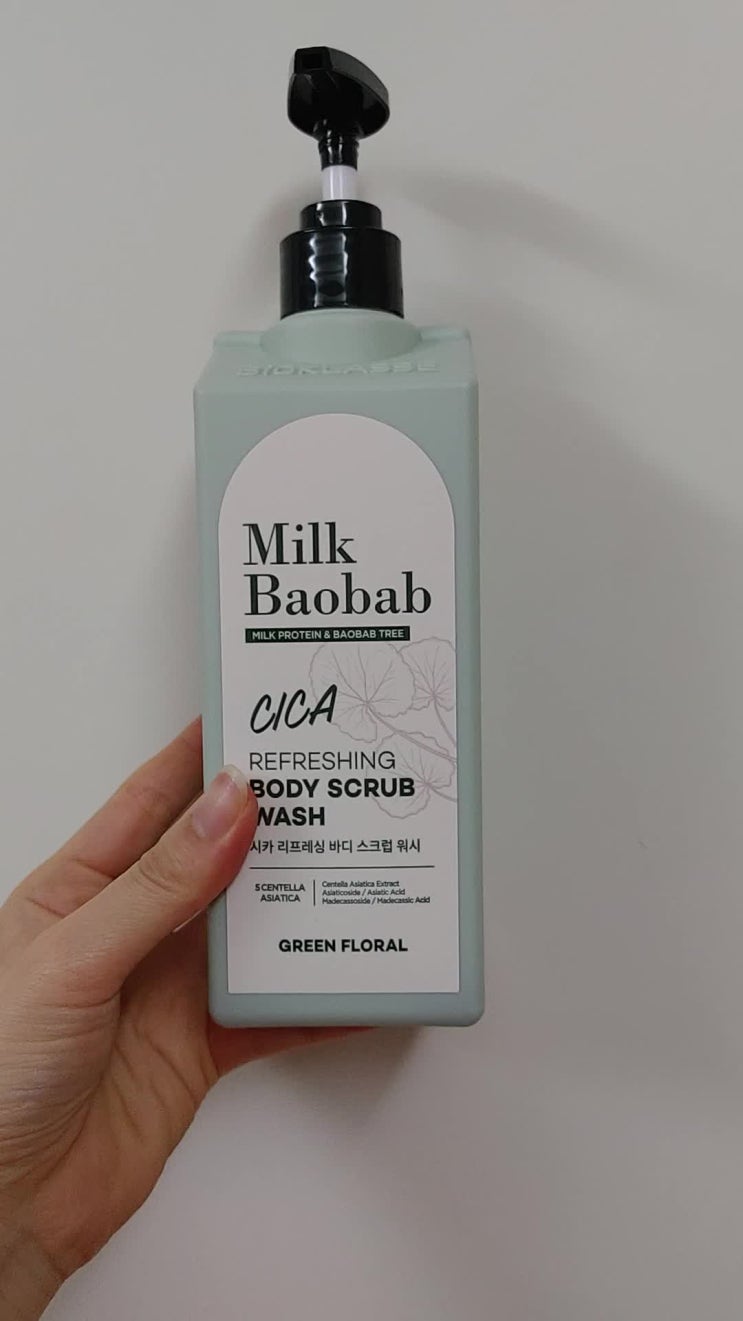 BIOKLASSE
Milk
Baobab
MILK PROTEIN & BAOBAB TREE
CICA
REFRESHING
BODY SCRUB
WASH
시카 리프레싱 바디 스크럽 워시
5 CENTELLA
ASIATICA
Centella Asiatica Extract
Asiaticoside / Asiatic Acid
Madecassoside / Madecassic Acid
GREEN FLORAL